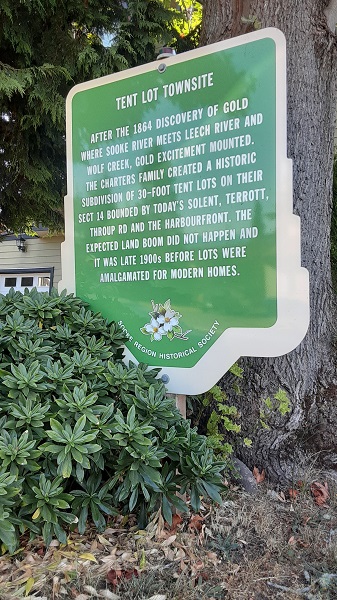 TENT LOT TOWNSITE
AFTER THE 1864 DISCOVERY OF GOLD
WHERE SOOKE RIVER MEETS LEECH RIVER AND
WOLF CREEK, GOLD EXCITEMENT MOUNTED.
THE CHARTERS FAMILY CREATED A HISTORIC
SUBDIVISION OF 30-FOOT TENT LOTS ON THEIR
SECT 14 BOUNDED BY TODAY'S SOLENT, TERROTT,
THROUP RD AND THE HARBOURFRONT. THE
EXPECTED LAND BOOM DID NOT HAPPEN AND
IT WAS LATE 1900s BEFORE LOTS WERE
AMALGAMATED FOR MODERN HOMES.
SOOKE REGION HISTORICAL SOCIETY